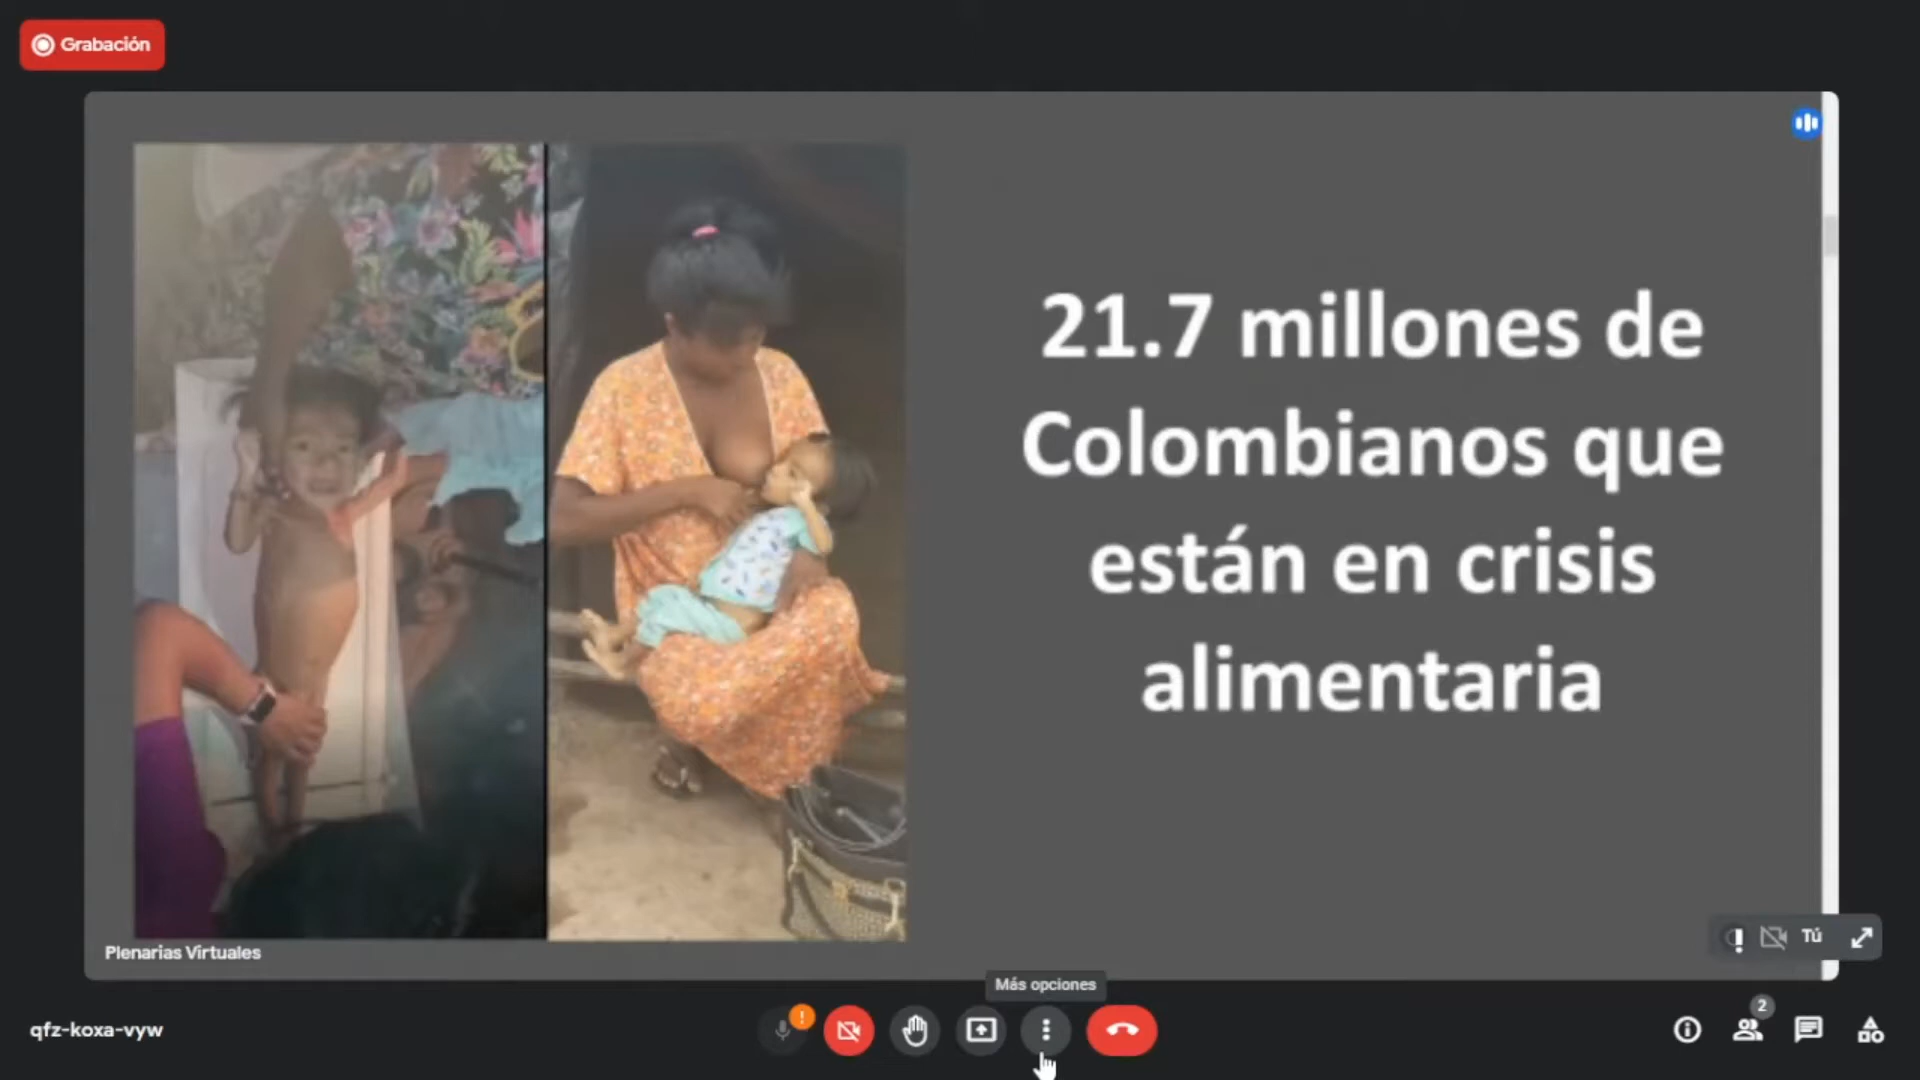 Grabación
21.7 millones de
Colombianos que
están en crisis
alimentaria
Plenarias Virtuales
Tú
Más opciones
qfz-koxa-vyw
2